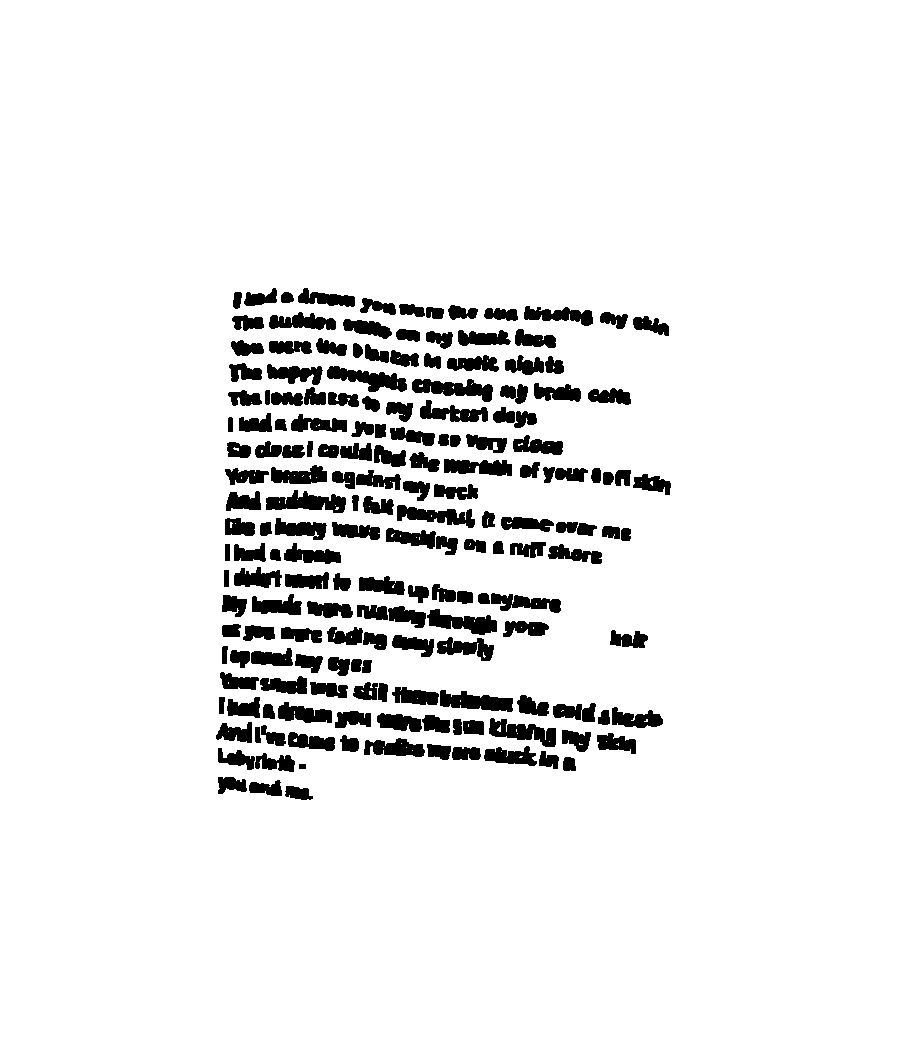 I had a dream you were the sun kissing my skin
The sudden smile on my blank face
You were the blanket in arctic nights
The happy thoughts crossing my brain cells
The loneliness to my darkest days
I had a dream you were so very close
So close I could feel the warmth of your soft skin
Your breath against my neck
And suddenly I felt peaceful, it came over me
Like a heavy wave crashing on a ruff shore
I had a dream
I didn't want to wake up from anymore
My hands were running through your hair
as you were fading away slowly
I opened my eyes
Your smell was still there between the cold sheets
I had a dream you were the sun kissing my skin
And I've come to realize we are stuck in a
Labyrinth -
you and me.